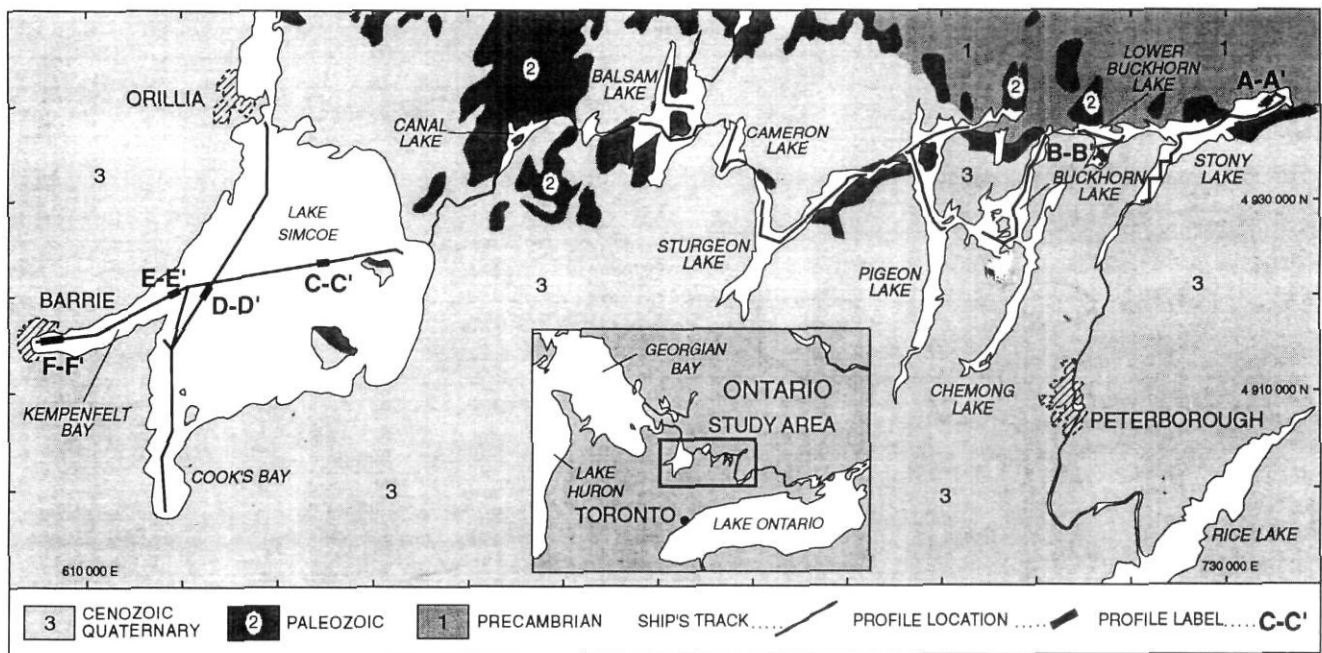 1
LOWER
BUCKHORN
LAKE
1
2
2
A-A'
ORILLIA
BALSAM
LAKE
2
CANAL
LAKE
CAMERON
LAKE
B-B'
BUCKHORN
LAKE
STONY
LAKE
3
2
3
4 930 000 N
LAKE
SIMCOE
STURGEON
LAKE
PIGEON
LAKE
E-E'
C-C'
D-D'
BARRIE
3
3
F-F'
KEMPENFELT
BAY
CHEMONG
LAKE
4 910 000 N
PETERBOROUGH
GEORGIAN
BAY
ONTARIO
STUDY AREA
LAKE
HURON
TORONTO
LAKE ONTARIO
COOK'S BAY
3
3
RICE LAKE
610 000 E
730 000 E
3 CENOZOIC
QUATERNARY
2 PALEOZOIC
1 PRECAMBRIAN
SHIP'S TRACK.....
PROFILE LOCATION .....
PROFILE LABEL..... C-C'